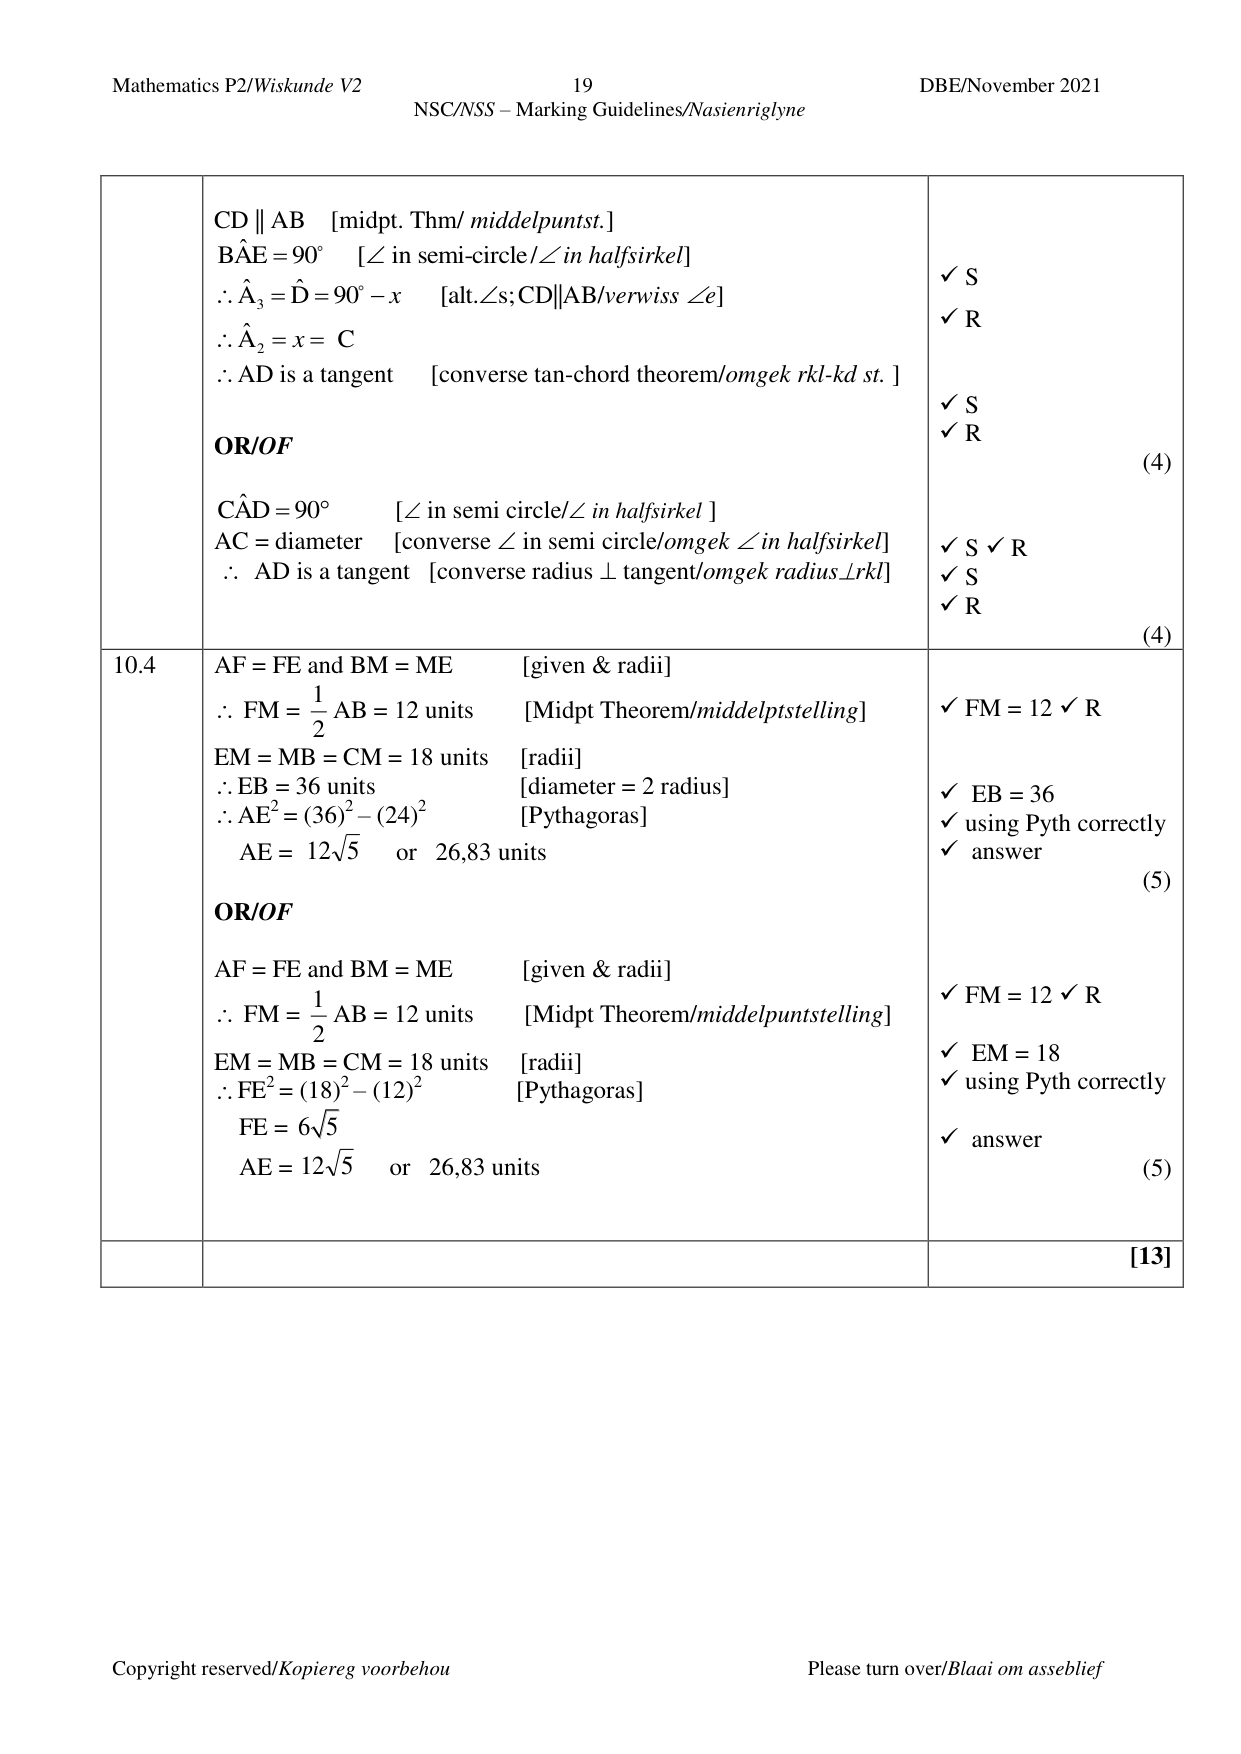 Mathematics P2/Wiskunde V2 19 DBE/November 2021
NSC/NSS – Marking Guidelines/Nasienriglyne
CD || AB [midpt. Thm/ middelpuntst.]
BÂE = 90° [∠ in semi-circle/∠ in halfsirkel]
∴ Â₃ = D̂ = 90° − x [alt.∠s; CD||AB/verwiss ∠e]
∴ Â₂ = x = C
∴ AD is a tangent [converse tan-chord theorem/omgek rkl-kd st. ]
✓ S
✓ R
✓ S
✓ R
(4)
OR/OF
CÂD = 90° [∠ in semi circle/∠ in halfsirkel ]
AC = diameter [converse ∠ in semi circle/omgek ∠ in halfsirkel]
∴ AD is a tangent [converse radius ⊥ tangent/omgek radius⊥rkl]
✓ S ✓ R
✓ S
✓ R
(4)
10.4 AF = FE and BM = ME [given & radii]
∴ FM = 1/2 AB = 12 units [Midpt Theorem/middelptstelling]
EM = MB = CM = 18 units [radii]
∴ EB = 36 units [diameter = 2 radius]
∴ AE² = (36)² – (24)² [Pythagoras]
AE = 12√5 or 26,83 units
✓ FM = 12 ✓ R
✓ EB = 36
✓ using Pyth correctly
✓ answer
(5)
OR/OF
AF = FE and BM = ME [given & radii]
∴ FM = 1/2 AB = 12 units [Midpt Theorem/middelpuntstelling]
EM = MB = CM = 18 units [radii]
∴ FE² = (18)² – (12)² [Pythagoras]
FE = 6√5
AE = 12√5 or 26,83 units
✓ FM = 12 ✓ R
✓ EM = 18
✓ using Pyth correctly
✓ answer
(5)
[13]
Copyright reserved/Kopiereg voorbehou Please turn over/Blaai om asseblief